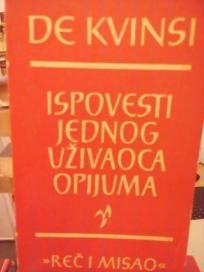 DE KVINSI
ISPOVESTI
JEDNOG
UŽIVAOCA
OPIJUMA
»REČ I MISAO«